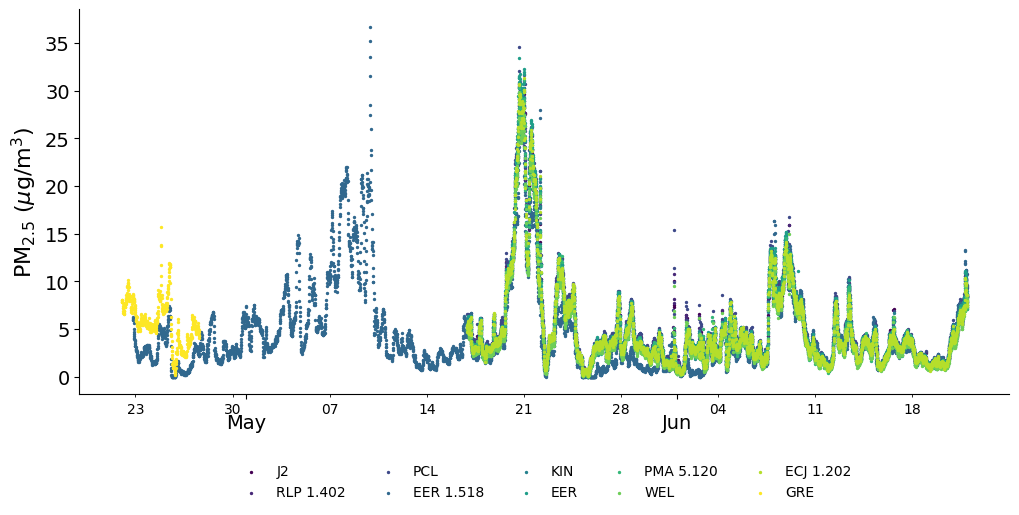 PM2.5 (μg/m3)
35
30
25
20
15
10
5
0
23 30 07 14 21 28 04 11 18
May Jun
J2 PCL KIN PMA 5.120 ECJ 1.202
RLP 1.402 EER 1.518 EER WEL GRE